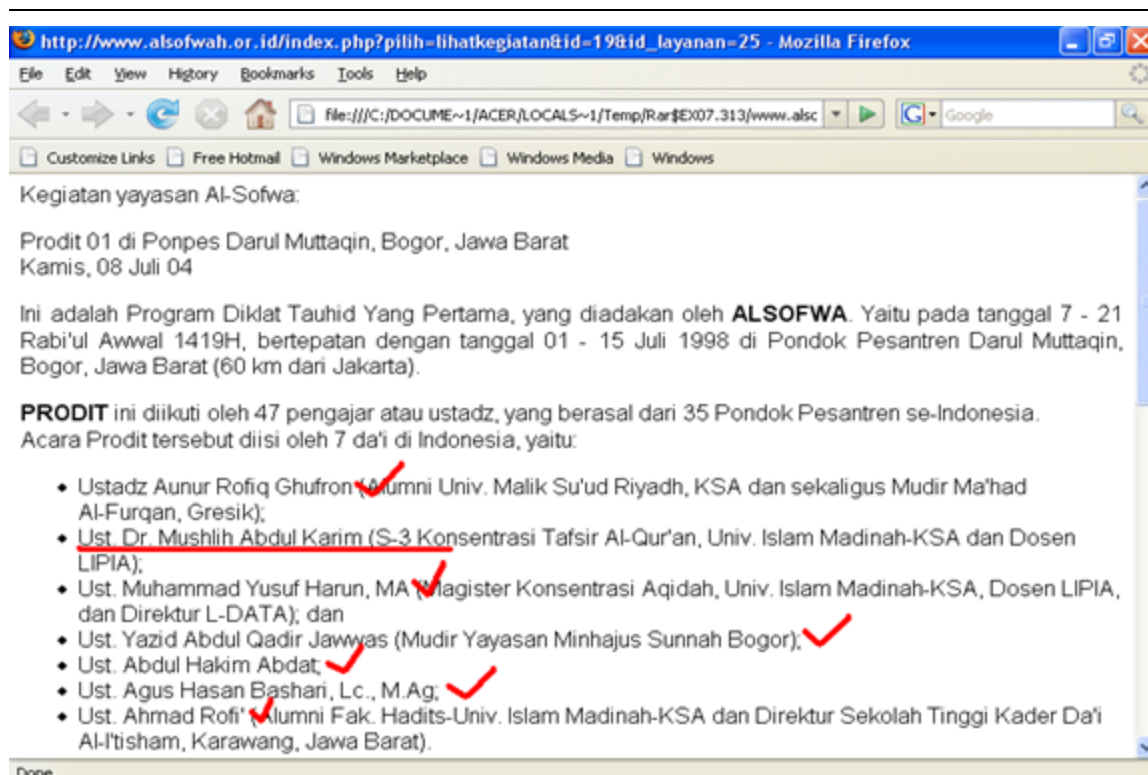 http://www.alsofwah.or.id/index.php?pilih=lihatkegiatan&id=19&id_layanan=25 - Mozilla Firefox
File Edit View History Bookmarks Tools Help
file:///C:/DOCUME~1/ACER/LOCALS~1/Temp/Rar$EX07.313/www.alsc G Google
Customize Links Free Hotmail Windows Marketplace Windows Media Windows
Kegiatan yayasan Al-Sofwa:
Prodit 01 di Ponpes Darul Muttaqin, Bogor, Jawa Barat
Kamis, 08 Juli 04
Ini adalah Program Diklat Tauhid Yang Pertama, yang diadakan oleh ALSOFWA. Yaitu pada tanggal 7 - 21
Rabi'ul Awwal 1419H, bertepatan dengan tanggal 01 - 15 Juli 1998 di Pondok Pesantren Darul Muttaqin,
Bogor, Jawa Barat (60 km dari Jakarta).
PRODIT ini diikuti oleh 47 pengajar atau ustadz, yang berasal dari 35 Pondok Pesantren se-Indonesia.
Acara Prodit tersebut diisi oleh 7 da'i di Indonesia, yaitu:
• Ustadz Aunur Rofiq Ghufron (Alumni Univ. Malik Su'ud Riyadh, KSA dan sekaligus Mudir Ma'had
Al-Furqan, Gresik);
• Ust. Dr. Mushlih Abdul Karim (S-3 Konsentrasi Tafsir Al-Qur'an, Univ. Islam Madinah-KSA dan Dosen
LIPIA);
• Ust. Muhammad Yusuf Harun, MA (Magister Konsentrasi Aqidah, Univ. Islam Madinah-KSA, Dosen LIPIA,
dan Direktur L-DATA); dan
• Ust. Yazid Abdul Qadir Jawwas (Mudir Yayasan Minhajus Sunnah Bogor);
• Ust. Abdul Hakim Abdat;
• Ust. Agus Hasan Bashari, Lc., M.Ag;
• Ust. Ahmad Rofi' (Alumni Fak. Hadits-Univ. Islam Madinah-KSA dan Direktur Sekolah Tinggi Kader Da'i
Al-I'tisham, Karawang, Jawa Barat).
Done